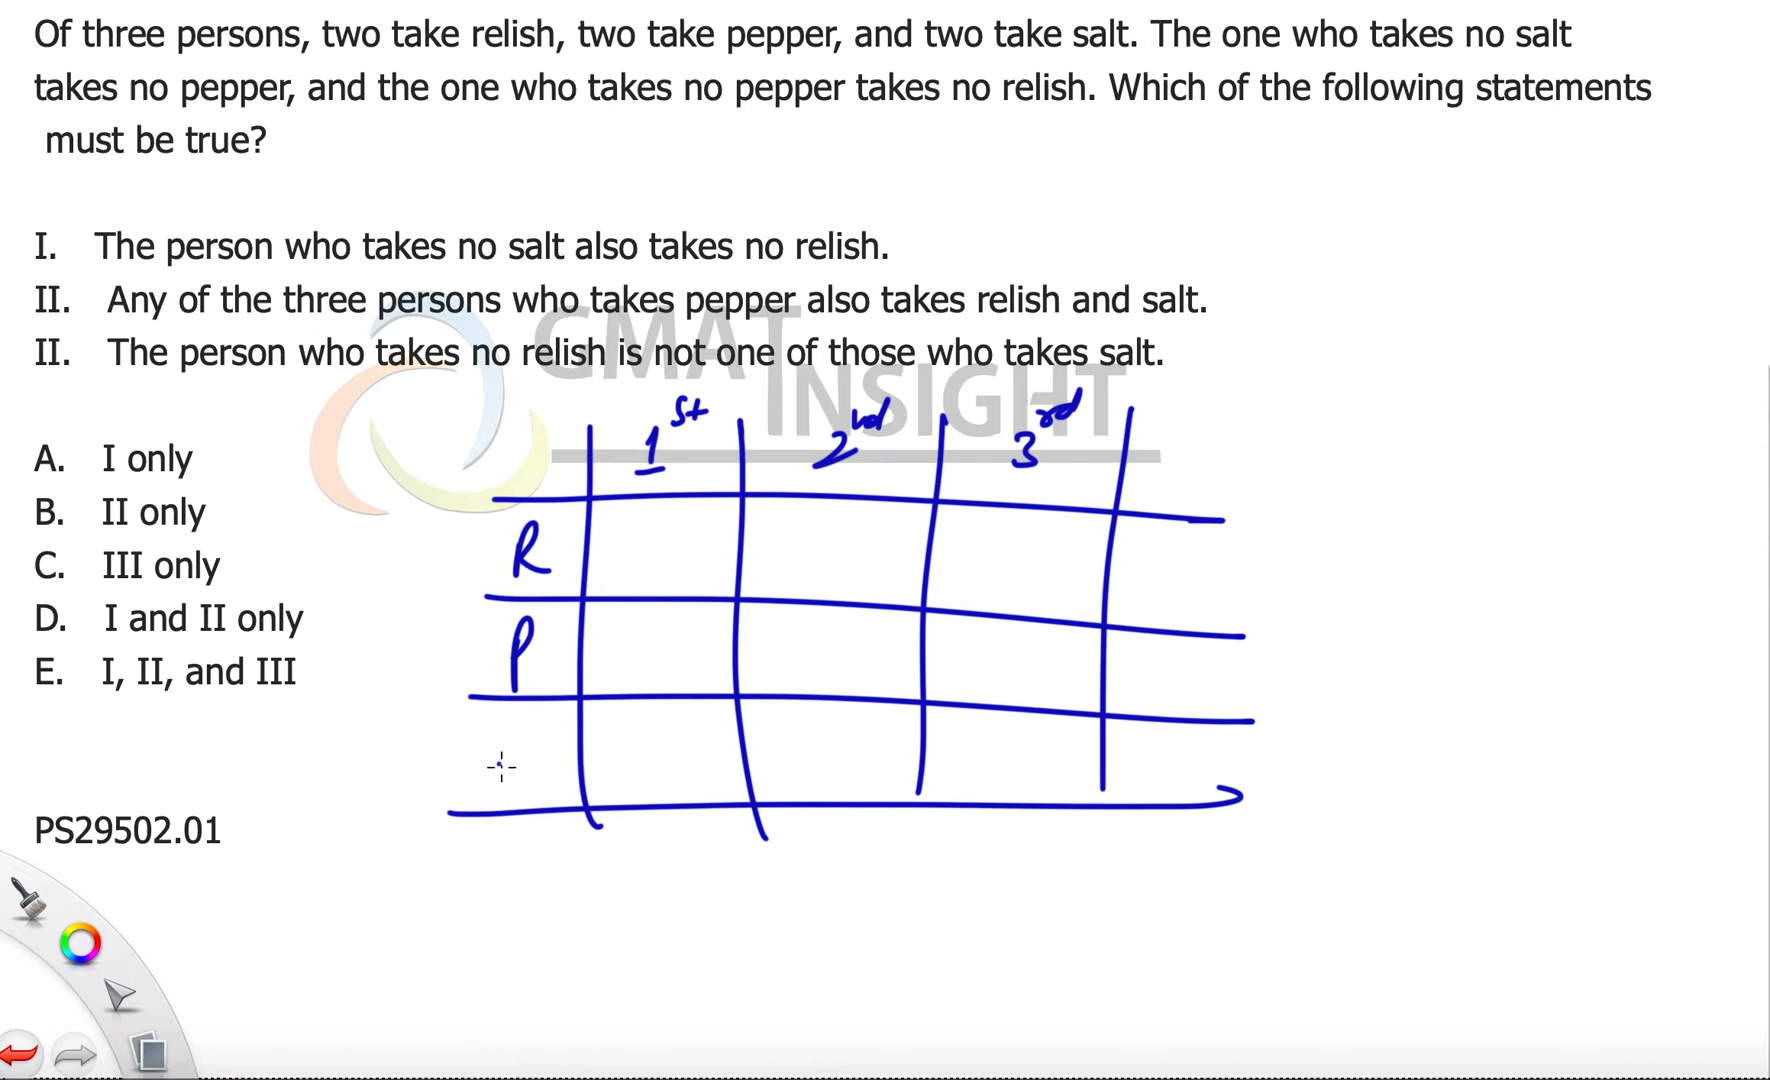 Of three persons, two take relish, two take pepper, and two take salt. The one who takes no salt
takes no pepper, and the one who takes no pepper takes no relish. Which of the following statements
must be true?
I. The person who takes no salt also takes no relish.
II. Any of the three persons who takes pepper also takes relish and salt.
II. The person who takes no relish is not one of those who takes salt.
GMAT
INSIGHT
1st 2nd 3rd
A. I only
B. II only
R
C. III only
D. I and II only
P
E. I, II, and III
PS29502.01